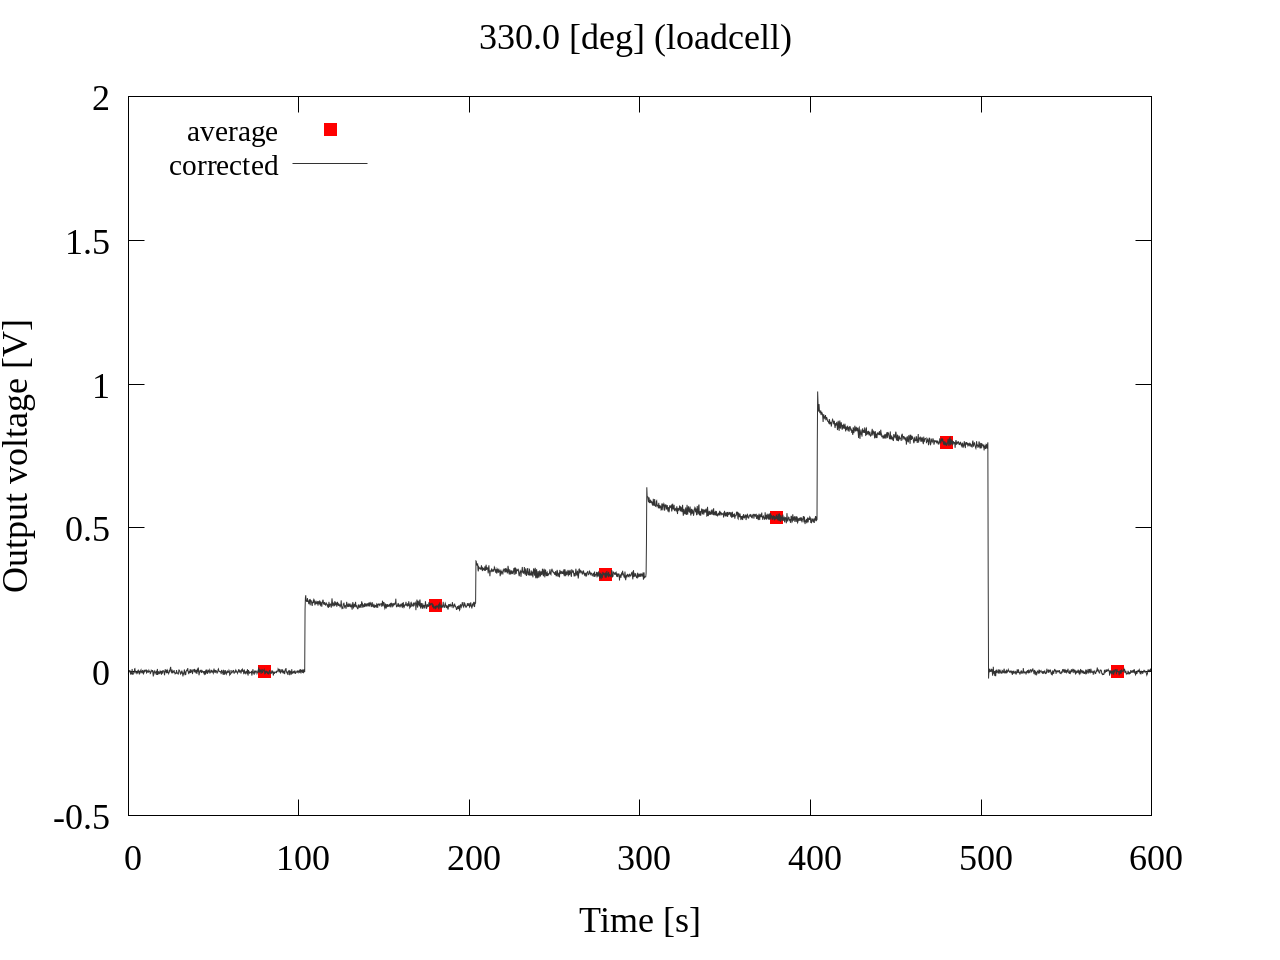 330.0 [deg] (loadcell)
2
1.5
1
0.5
0
-0.5
average
corrected
Output voltage [V]
0 100 200 300 400 500 600
Time [s]